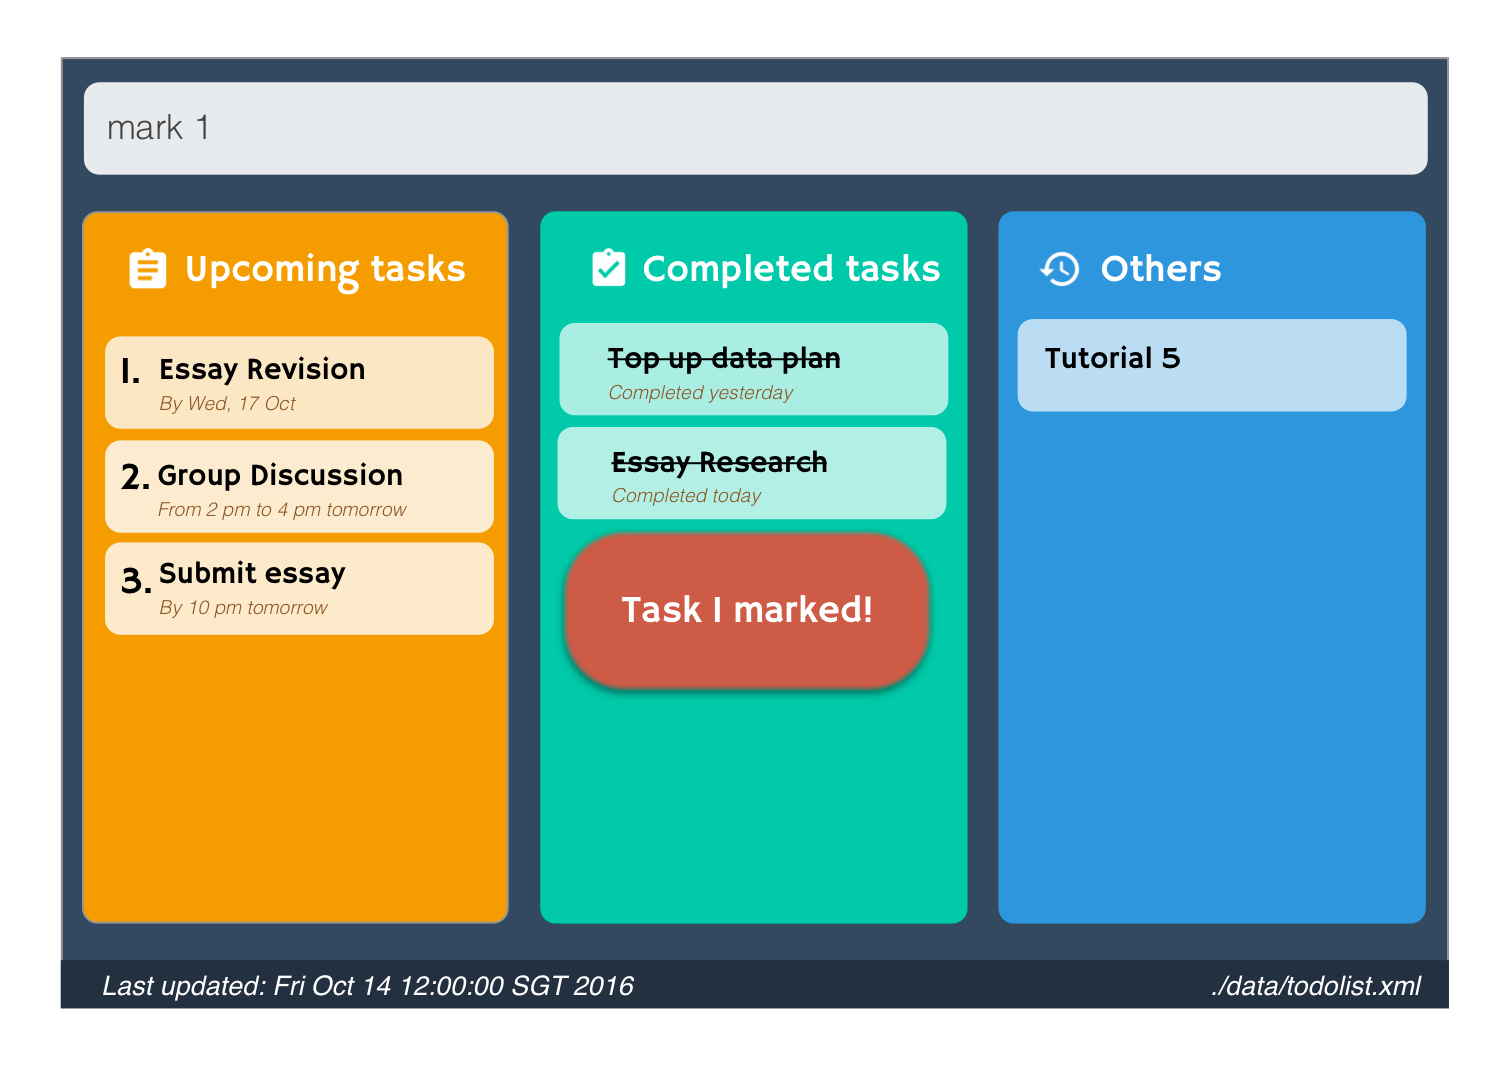 mark 1
Upcoming tasks
1. Essay Revision
By Wed, 17 Oct
2. Group Discussion
From 2 pm to 4 pm tomorrow
3. Submit essay
By 10 pm tomorrow
Completed tasks
Top up data plan
Completed yesterday
Essay Research
Completed today
Task 1 marked!
Others
Tutorial 5
Last updated: Fri Oct 14 12:00:00 SGT 2016
./data/todolist.xml